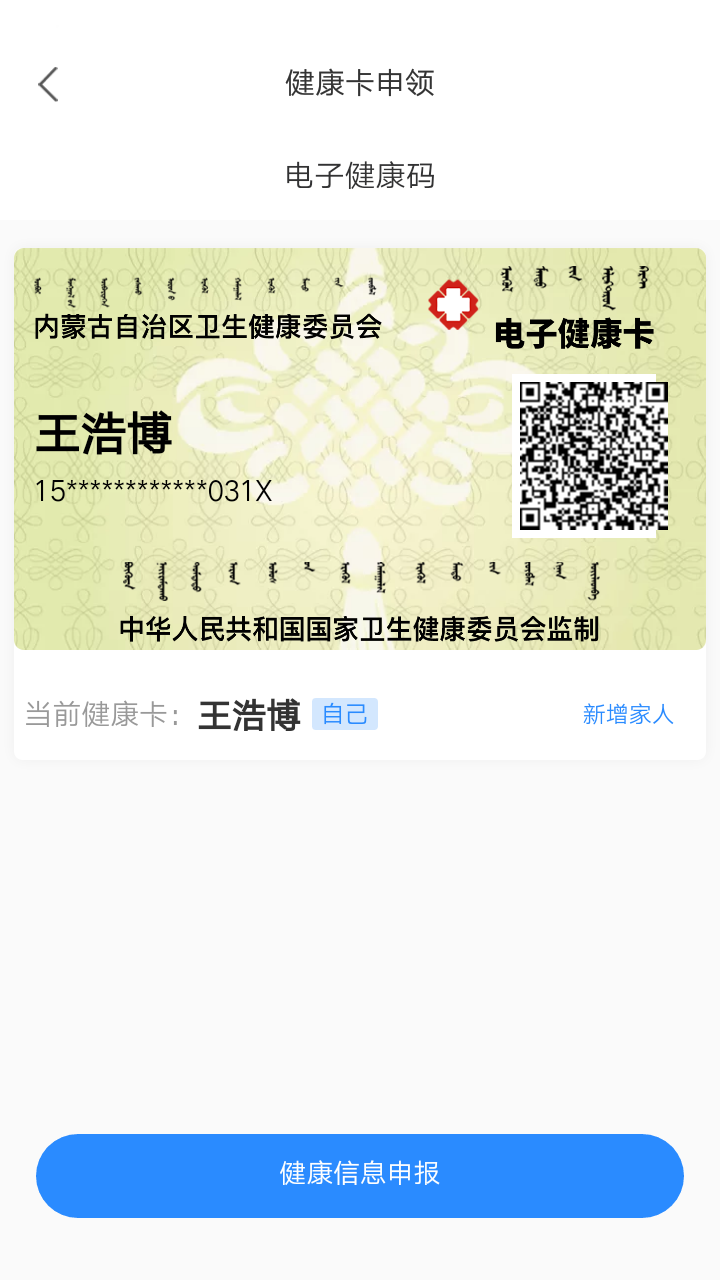 健康卡申领
电子健康码
内蒙古自治区卫生健康委员会
电子健康卡
王浩博
15************031X
中华人民共和国国家卫生健康委员会监制
当前健康卡： 王浩博 自己 新增家人
健康信息申报